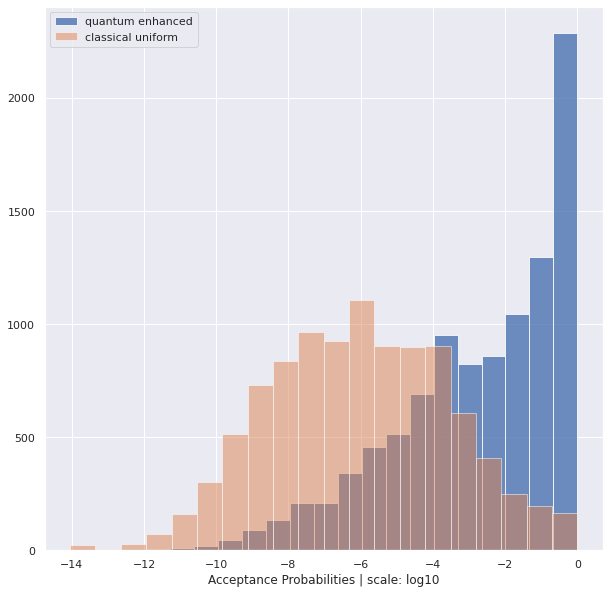 quantum enhanced
classical uniform
2000
1500
1000
500
0
−14 −12 −10 −8 −6 −4 −2 0
Acceptance Probabilities | scale: log10